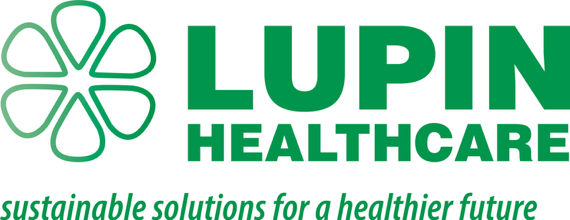 LUPIN
HEALTHCARE
sustainable solutions for a healthier future